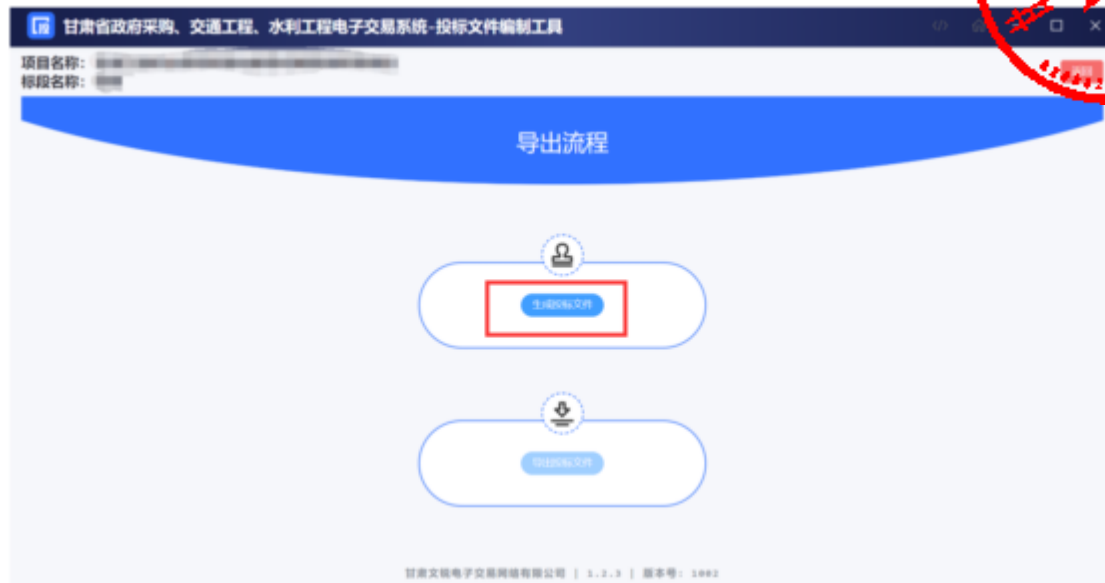 甘肃省政府采购、交通工程、水利工程电子交易系统-投标文件编制工具
项目名称：
标段名称：
导出流程
生成投标文件
导出投标文件
甘肃文锐电子交易网络有限公司 | 1.2.3 | 版本号: 1002